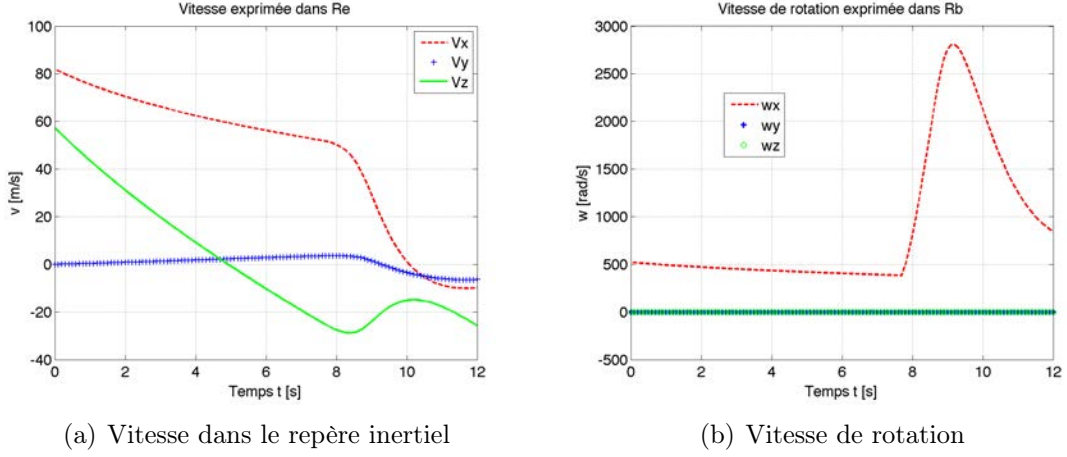 Vitesse exprimée dans Re
100
80
60
40
20
0
-20
-40
v [m/s]
0 2 4 6 8 10 12
Temps t [s]
Vx
Vy
Vz
(a) Vitesse dans le repère inertiel
Vitesse de rotation exprimée dans Rb
3000
2500
2000
1500
1000
500
0
-500
w [rad/s]
0 2 4 6 8 10 12
Temps t [s]
wx
wy
wz
(b) Vitesse de rotation